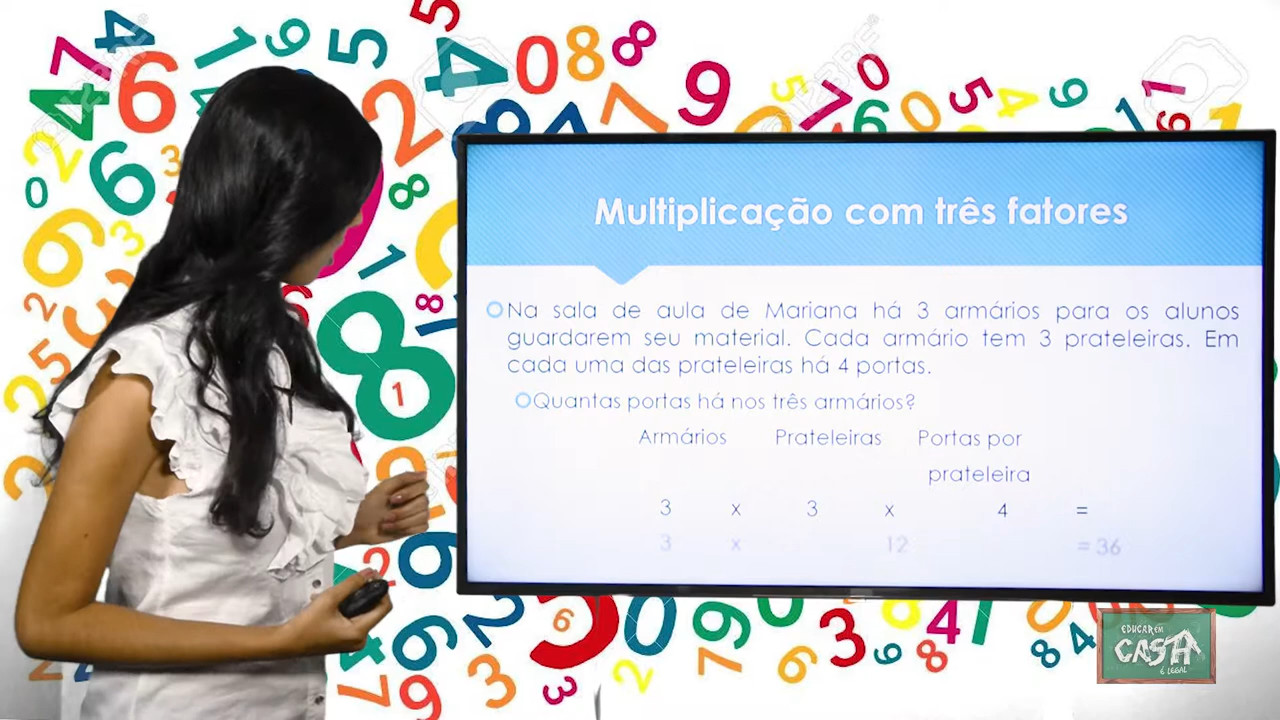 Multiplicação com três fatores
Na sala de aula de Mariana há 3 armários para os alunos
guardarem seu material. Cada armário tem 3 prateleiras. Em
cada uma das prateleiras há 4 portas.
Quantas portas há nos três armários?
Armários Prateleiras Portas por
prateleira
3 x 3 x 4 =
3 x 12 = 36
EDUCAR EM
CASA
É LEGAL